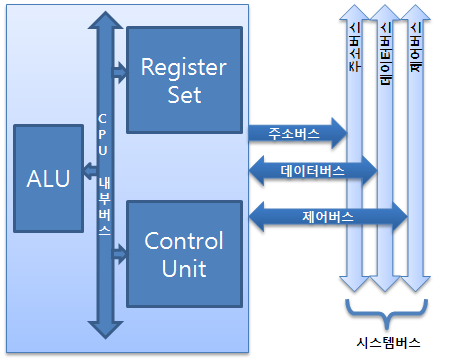 Register
Set
ALU
CPU 내부버스
Control
Unit
주소버스
데이터버스
제어버스
주소버스
데이터버스
제어버스
시스템버스